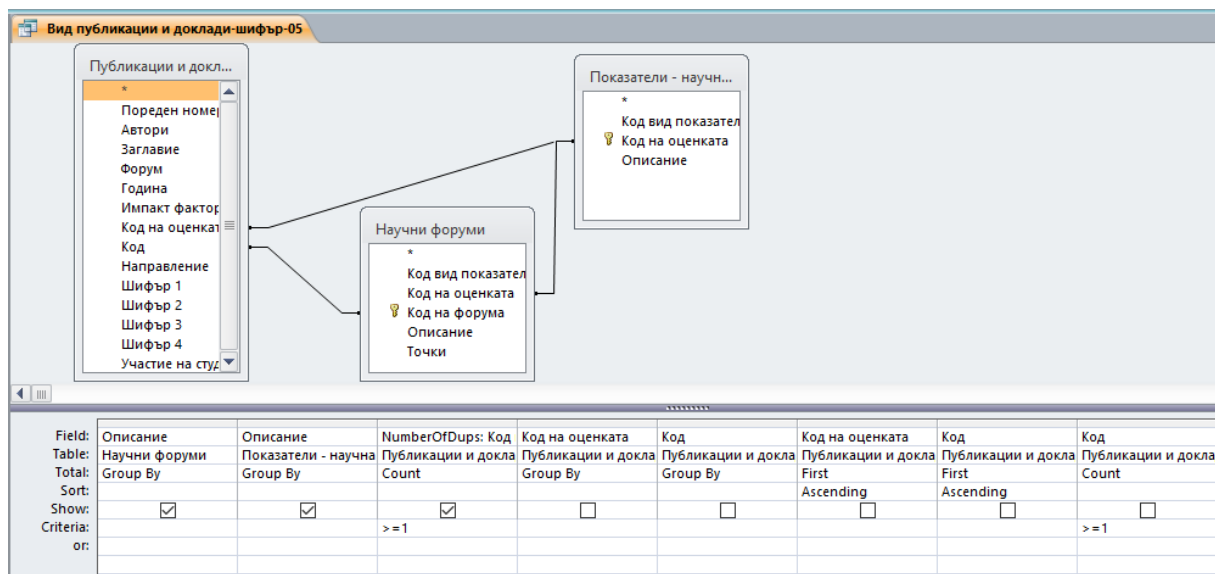 Вид публикации и доклади-шифър-05
Публикации и докл...
*
Пореден номер
Автори
Заглавие
Форум
Година
Импакт фактор
Код на оценкат
Код
Направление
Шифър 1
Шифър 2
Шифър 3
Шифър 4
Участие на студ
Научни форуми
*
Код вид показател
Код на оценката
Код на форума
Описание
Точки
Показатели - научн...
*
Код вид показател
Код на оценката
Описание
Field: Описание Описание NumberOfDups: Код Код на оценката Код Код на оценката Код Код
Table: Научни форуми Показатели - научна Публикации и докла Публикации и докла Публикации и докла Публикации и докла Публикации и докла Публикации и докла
Total: Group By Group By Count Group By Group By First First Count
Sort: Ascending Ascending
Show:
Criteria: >=1 >=1
or: